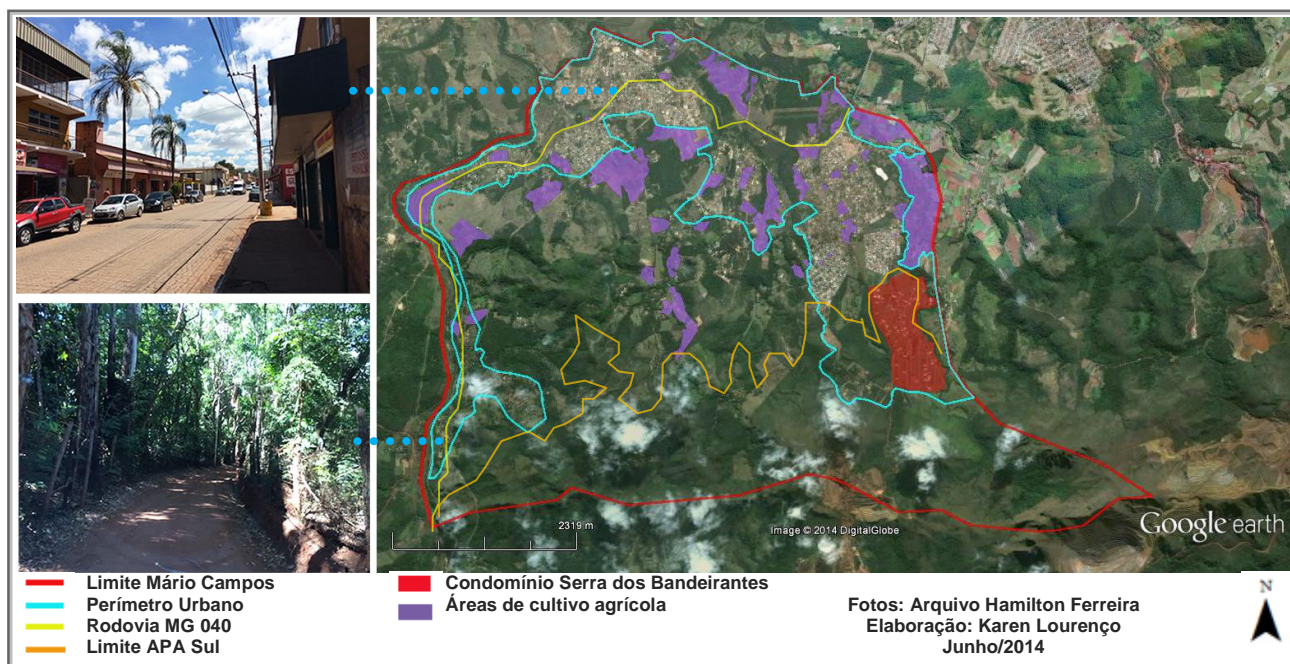 2319 m
Image © 2014 DigitalGlobe
Google earth
Limite Mário Campos
Perímetro Urbano
Rodovia MG 040
Limite APA Sul
Condomínio Serra dos Bandeirantes
Áreas de cultivo agrícola
Fotos: Arquivo Hamilton Ferreira
Elaboração: Karen Lourenço
Junho/2014
N